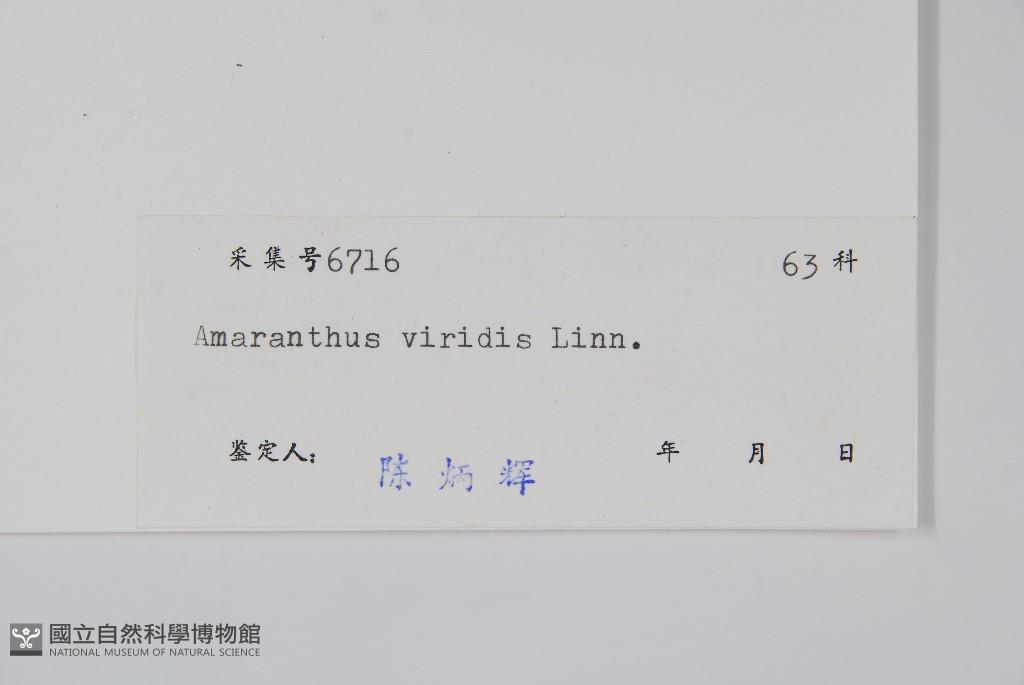 采集号6716 63科
Amaranthus viridis Linn.
鉴定人: 陈炳辉 年 月 日
國立自然科學博物館
NATIONAL MUSEUM OF NATURAL SCIENCE